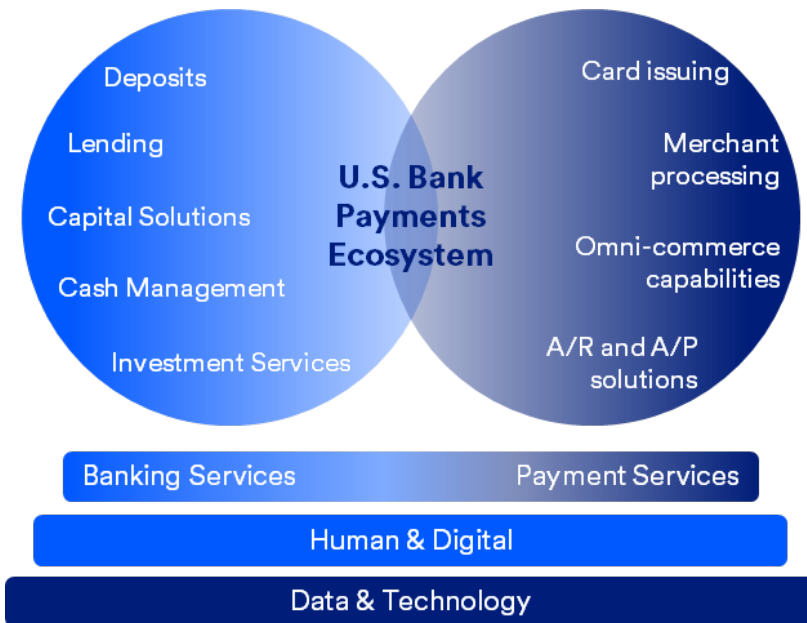 Deposits
Lending
Capital Solutions
Cash Management
Investment Services
U.S. Bank
Payments
Ecosystem
Card issuing
Merchant
processing
Omni-commerce
capabilities
A/R and A/P
solutions
Banking Services
Payment Services
Human & Digital
Data & Technology